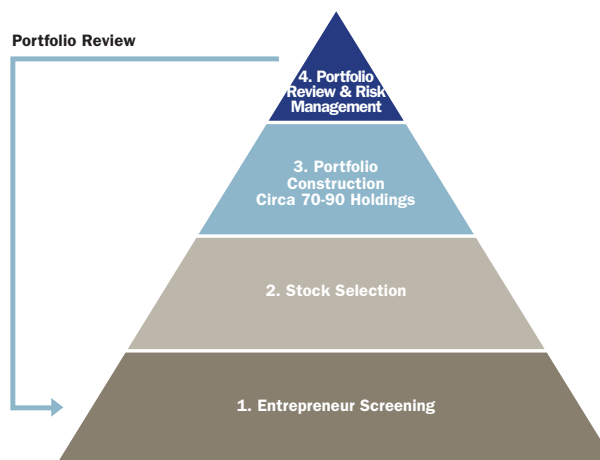 Portfolio Review
4. Portfolio
Review & Risk
Management
3. Portfolio
Construction
Circa 70-90 Holdings
2. Stock Selection
1. Entrepreneur Screening